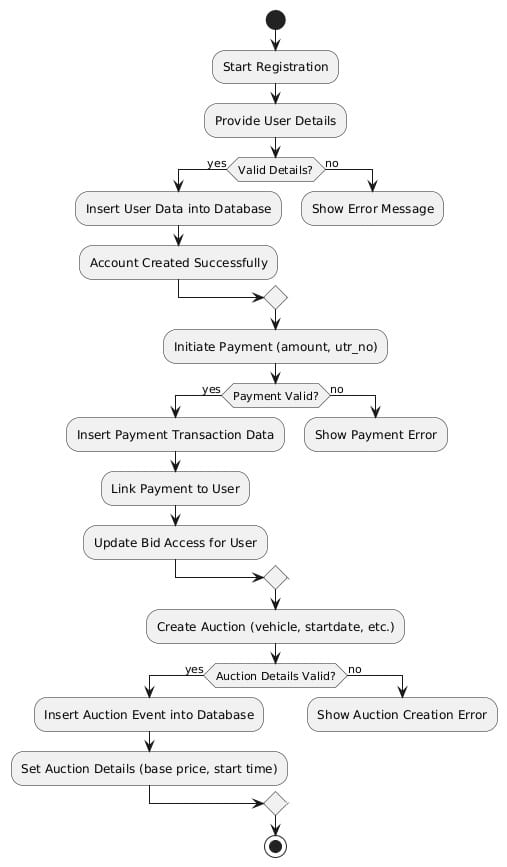 Start Registration
Provide User Details
yes
Valid Details?
no
Insert User Data into Database
Show Error Message
Account Created Successfully
Initiate Payment (amount, utr_no)
yes
Payment Valid?
no
Insert Payment Transaction Data
Show Payment Error
Link Payment to User
Update Bid Access for User
Create Auction (vehicle, startdate, etc.)
yes
Auction Details Valid?
no
Insert Auction Event into Database
Show Auction Creation Error
Set Auction Details (base price, start time)